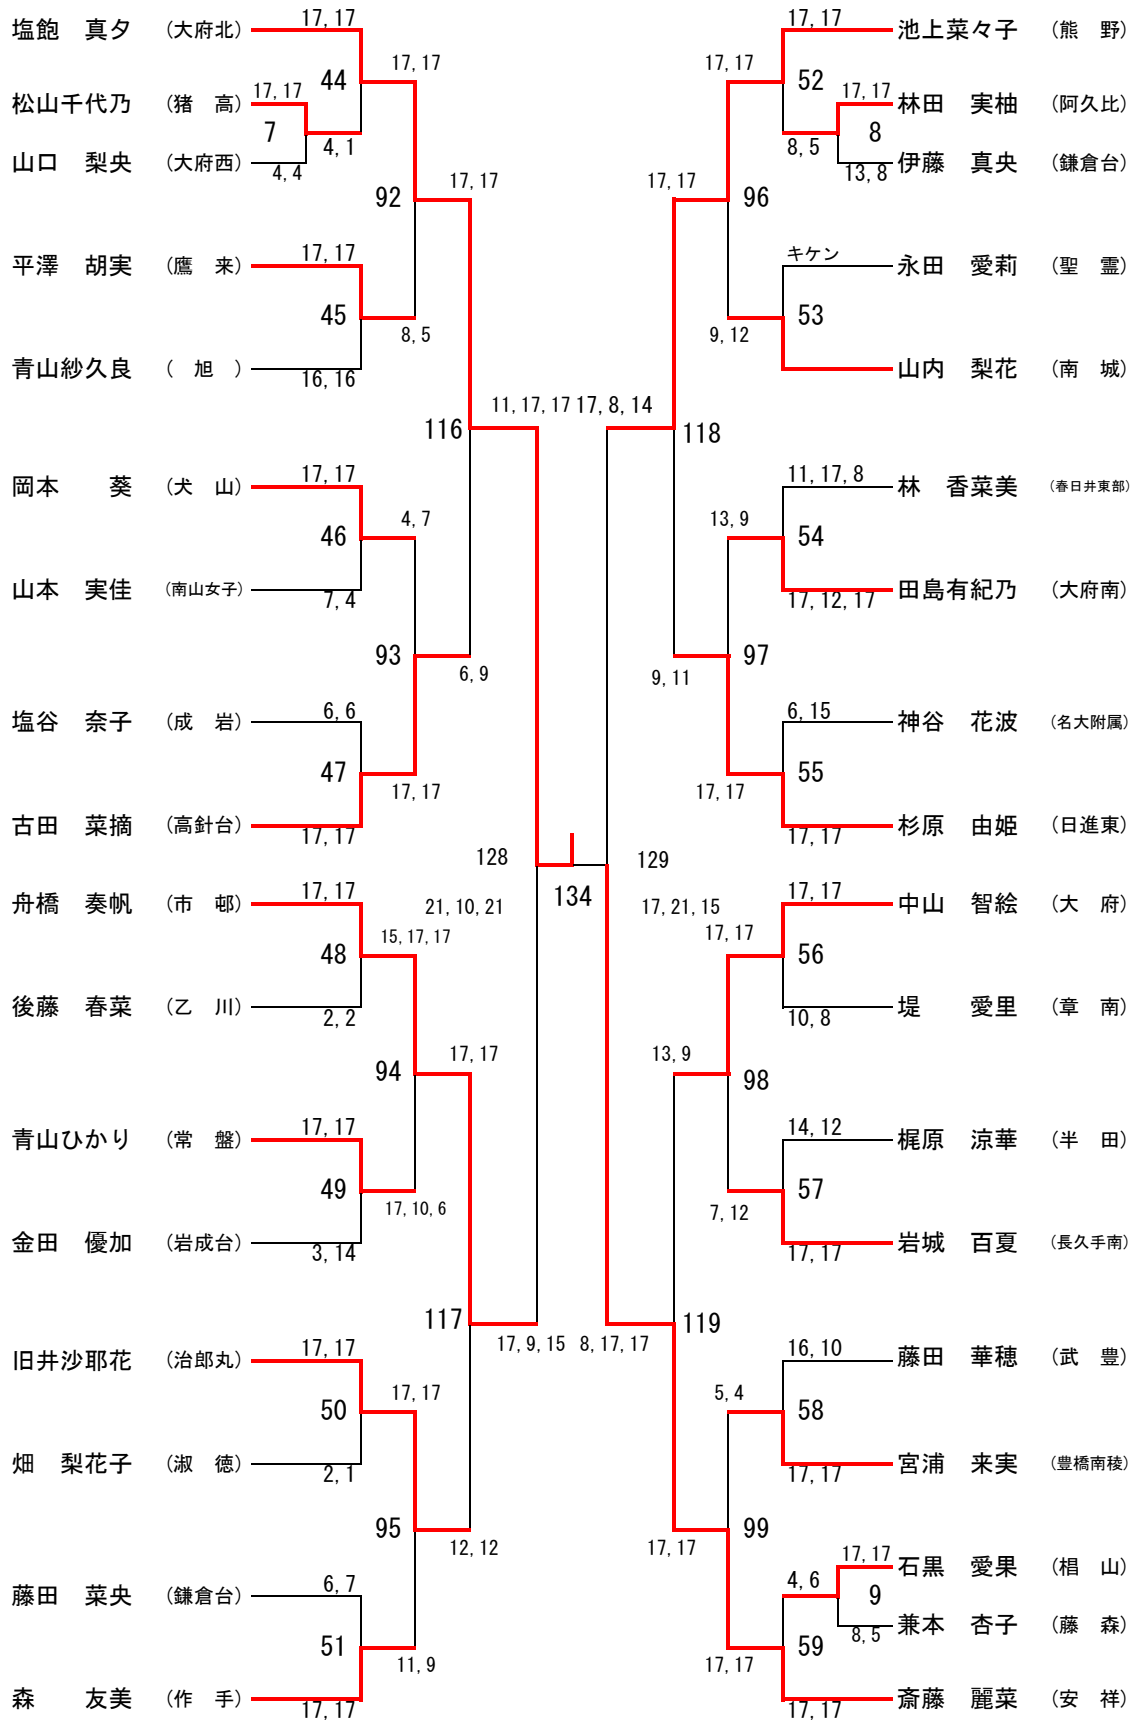 17,17 17,17
塩飽　真夕 (大府北) 池上菜々子 (熊　野)
17,17 17,17
44 52
17,17 17,17
松山千代乃 (猪　高) 林田　実柚 (阿久比)
7 8
4,1 8,5
山口　梨央 (大府西) 伊藤　真央 (鎌倉台)
4,4 13,8
17,17 17,17
92 96
17,17 キケン
平澤　胡実 (鷹　来) 永田　愛莉 (聖　霊)
45 53
8,5 9,12
青山紗久良 (　旭　) 山内　梨花 (南　城)
16,16
11,17,17 17,8,14
116 118
17,17 11,17,8
岡本　　葵 (犬　山) 林　香菜美 (春日井東部)
4,7 13,9
46 54
山本　実佳 (南山女子) 田島有紀乃 (大府南)
7,4 17,12,17
93 97
6,9 9,11
6,6 6,15
塩谷　奈子 (成　岩) 神谷　花波 (名大附属)
47 55
17,17 17,17
古田　菜摘 (高針台) 杉原　由姫 (日進東)
17,17 17,17
128 129
134
17,17 17,17
舟橋　奏帆 (市　邨) 21,10,21 17,21,15 中山　智絵 (大　府)
15,17,17 17,17
48 56
後藤　春菜 (乙　川) 堤　　愛里 (章　南)
2,2 10,8
17,17 13,9
94 98
17,17 14,12
青山ひかり (常　盤) 梶原　涼華 (半　田)
49 57
17,10,6 7,12
金田　優加 (岩成台) 岩城　百夏 (長久手南)
3,14 17,17
117 119
17,9,15 8,17,17
17,17 16,10
旧井沙耶花 (治郎丸) 藤田　華穂 (武　豊)
17,17 5,4
50 58
畑　梨花子 (淑　徳) 宮浦　来実 (豊橋南稜)
2,1 17,17
95 99
12,12 17,17
17,17
石黒　愛果 (椙　山)
6,7 4,6
藤田　菜央 (鎌倉台) 9
兼本　杏子 (藤　森)
8,5
51 59
11,9 17,17
森　　友美 (作　手) 斎藤　麗菜 (安　祥)
17,17 17,17